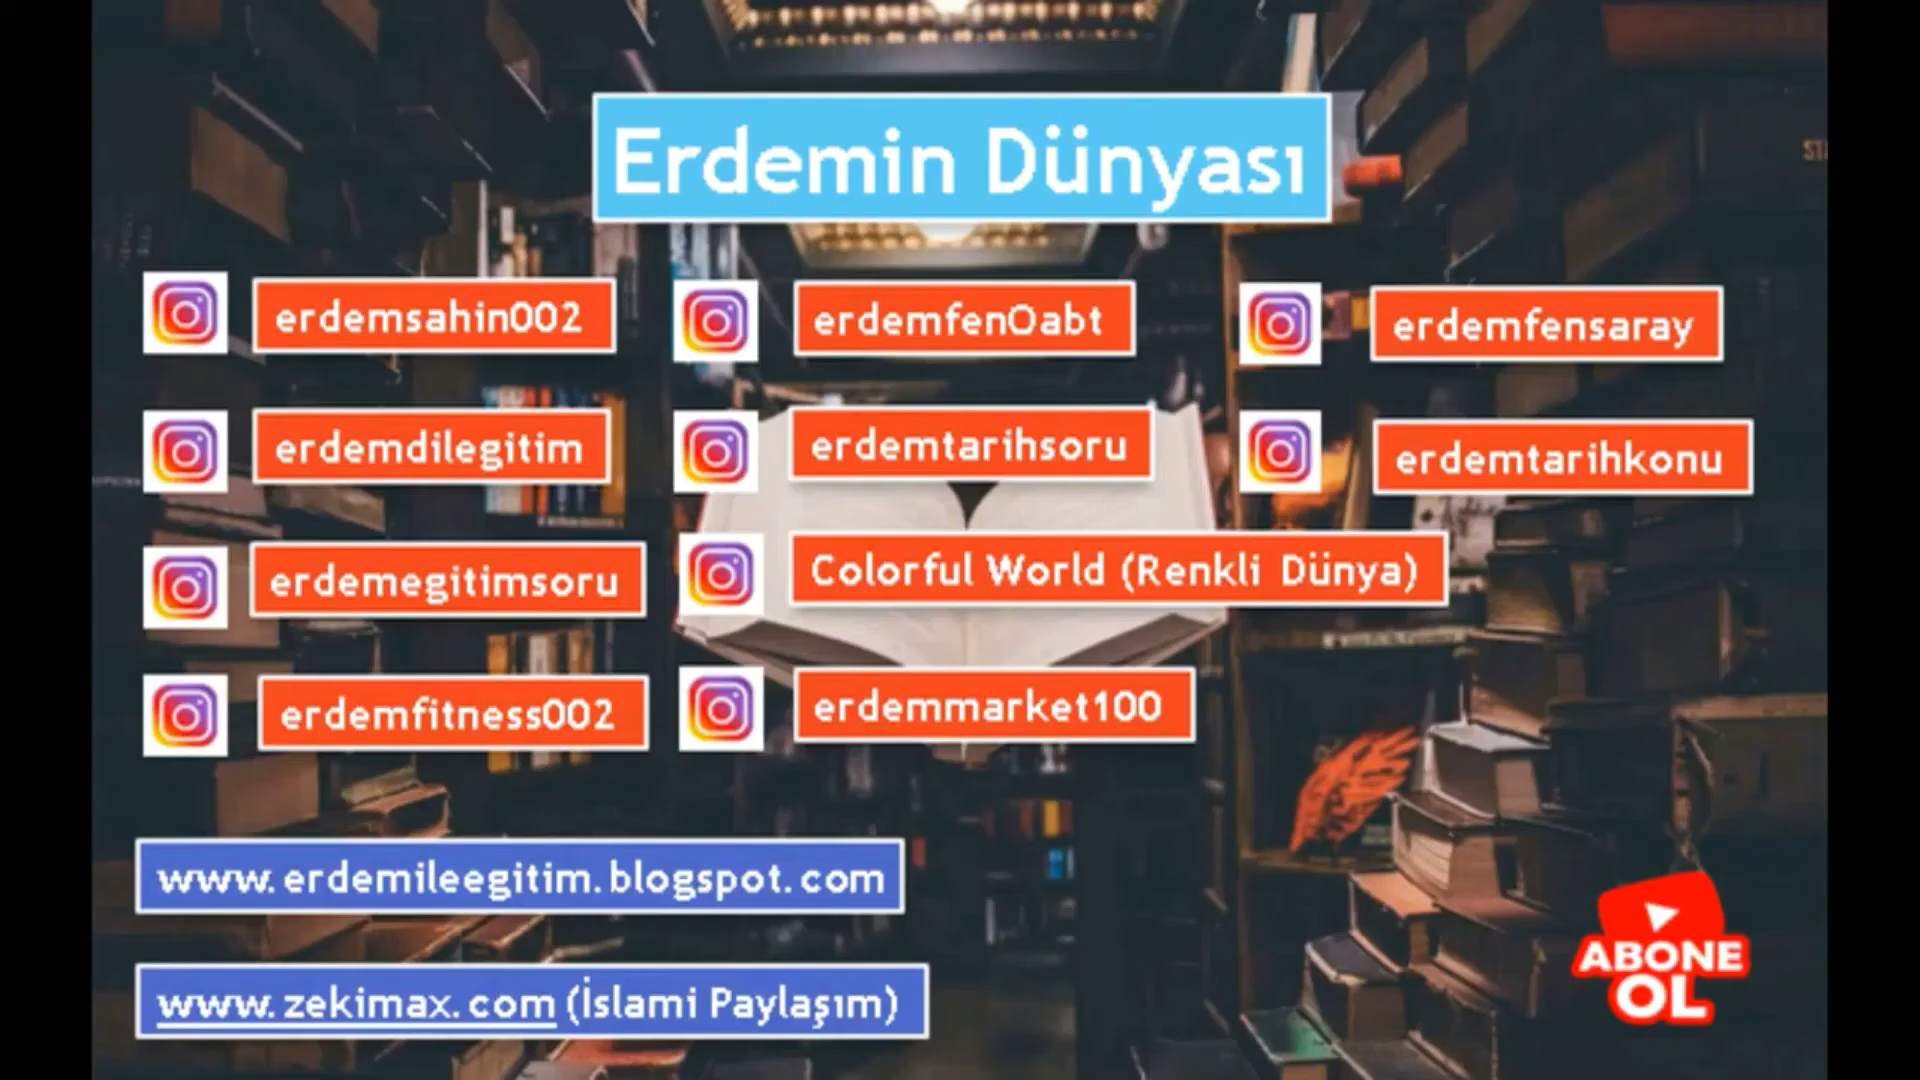 Erdemin Dünyası
erdemsahin002
erdemfenOabt
erdemfensaray
erdemdilegitim
erdemtarihsoru
erdemtarihkonu
erdemegitimsoru
Colorful World (Renkli Dünya)
erdemfitness002
erdemmarket100
www.erdemileegitim.blogspot.com
www.zekimax.com (İslami Paylaşım)
ABONE
OL